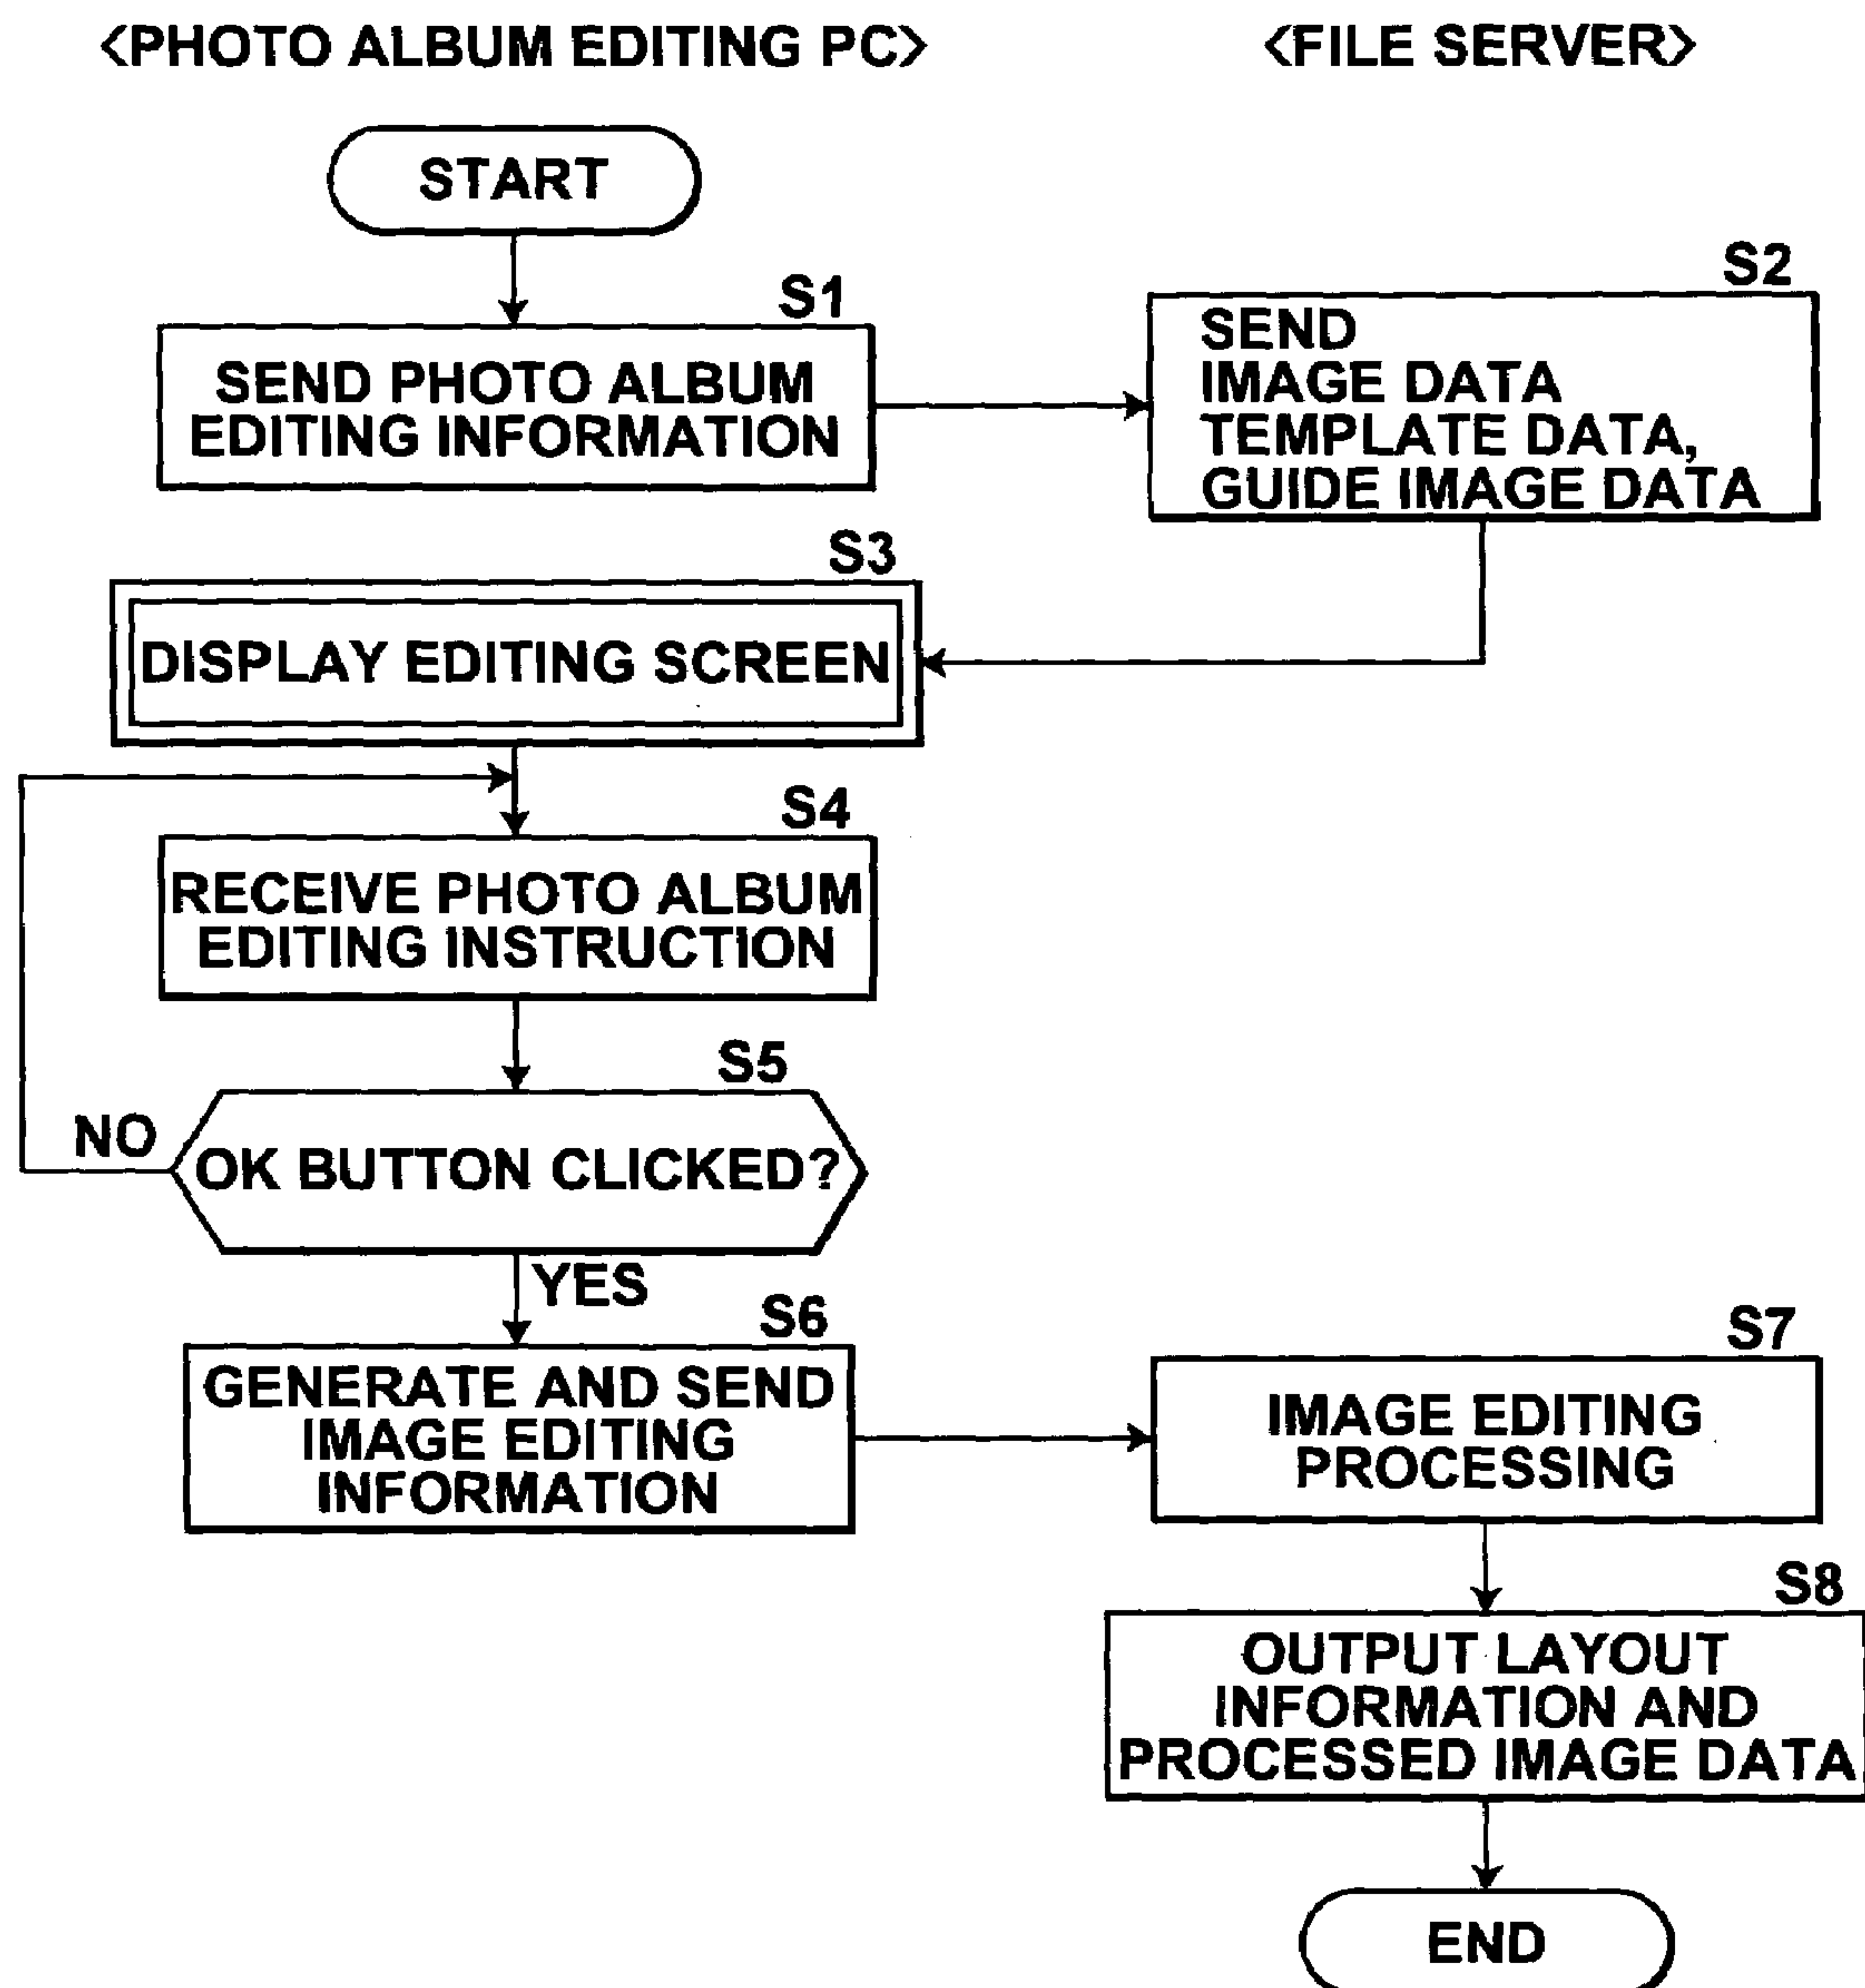 <PHOTO ALBUM EDITING PC>
<FILE SERVER>
START
S1
SEND PHOTO ALBUM
EDITING INFORMATION
S2
SEND
IMAGE DATA
TEMPLATE DATA,
GUIDE IMAGE DATA
S3
DISPLAY EDITING SCREEN
S4
RECEIVE PHOTO ALBUM
EDITING INSTRUCTION
S5
OK BUTTON CLICKED?
NO
YES
S6
GENERATE AND SEND
IMAGE EDITING
INFORMATION
S7
IMAGE EDITING
PROCESSING
S8
OUTPUT LAYOUT
INFORMATION AND
PROCESSED IMAGE DATA
END